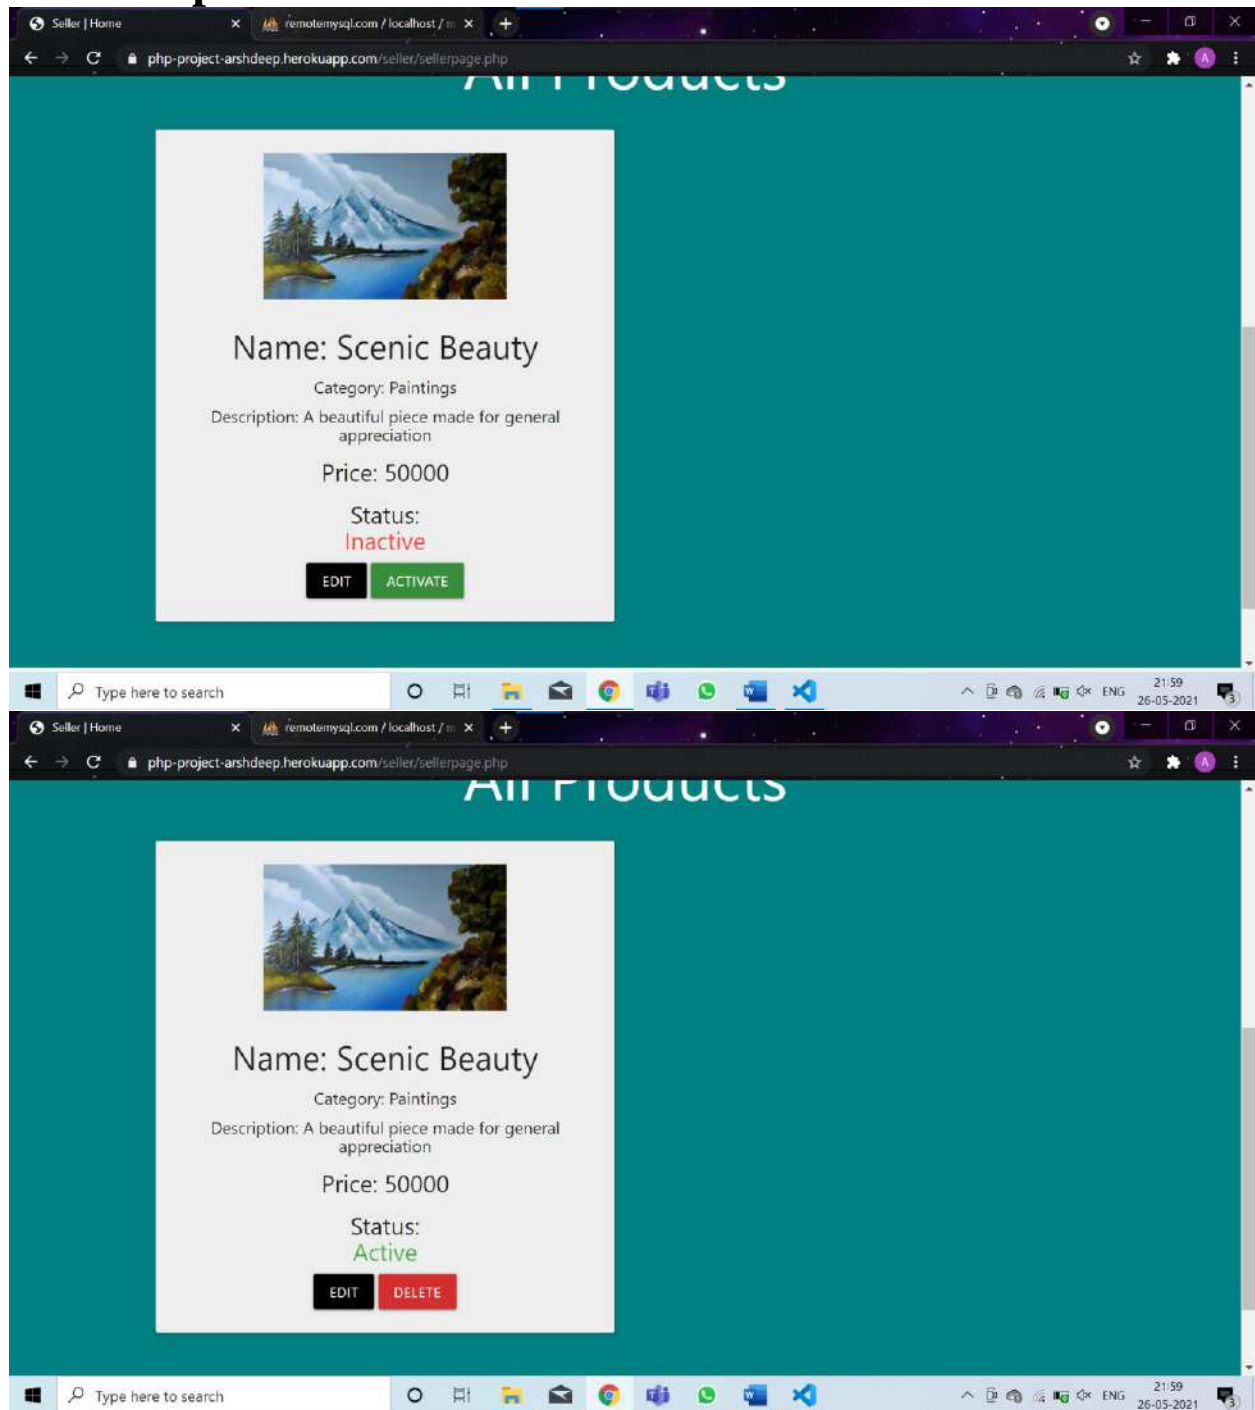 Seller | Home
remotemysql.com / localhost / m
php-project-arshdeep.herokuapp.com/seller/sellerpage.php
All Products
Name: Scenic Beauty
Category: Paintings
Description: A beautiful piece made for general
appreciation
Price: 50000
Status:
Inactive
EDIT ACTIVATE
Type here to search
ENG
21:59
26-05-2021
Seller | Home
remotemysql.com / localhost / m
php-project-arshdeep.herokuapp.com/seller/sellerpage.php
All Products
Name: Scenic Beauty
Category: Paintings
Description: A beautiful piece made for general
appreciation
Price: 50000
Status:
Active
EDIT DELETE
Type here to search
ENG
21:59
26-05-2021